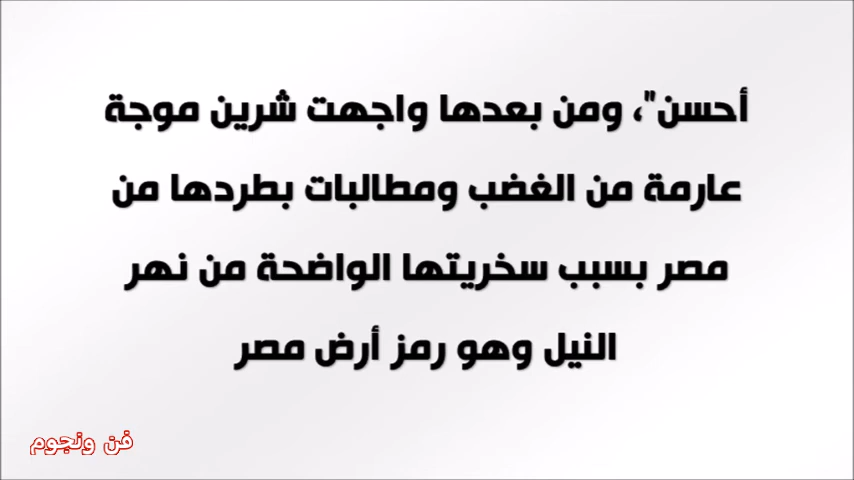 أحسن"، ومن بعدها واجهت شرين موجة
عارمة من الغضب ومطالبات بطردها من
مصر بسبب سخريتها الواضحة من نهر
النيل وهو رمز أرض مصر
فن ونجوم